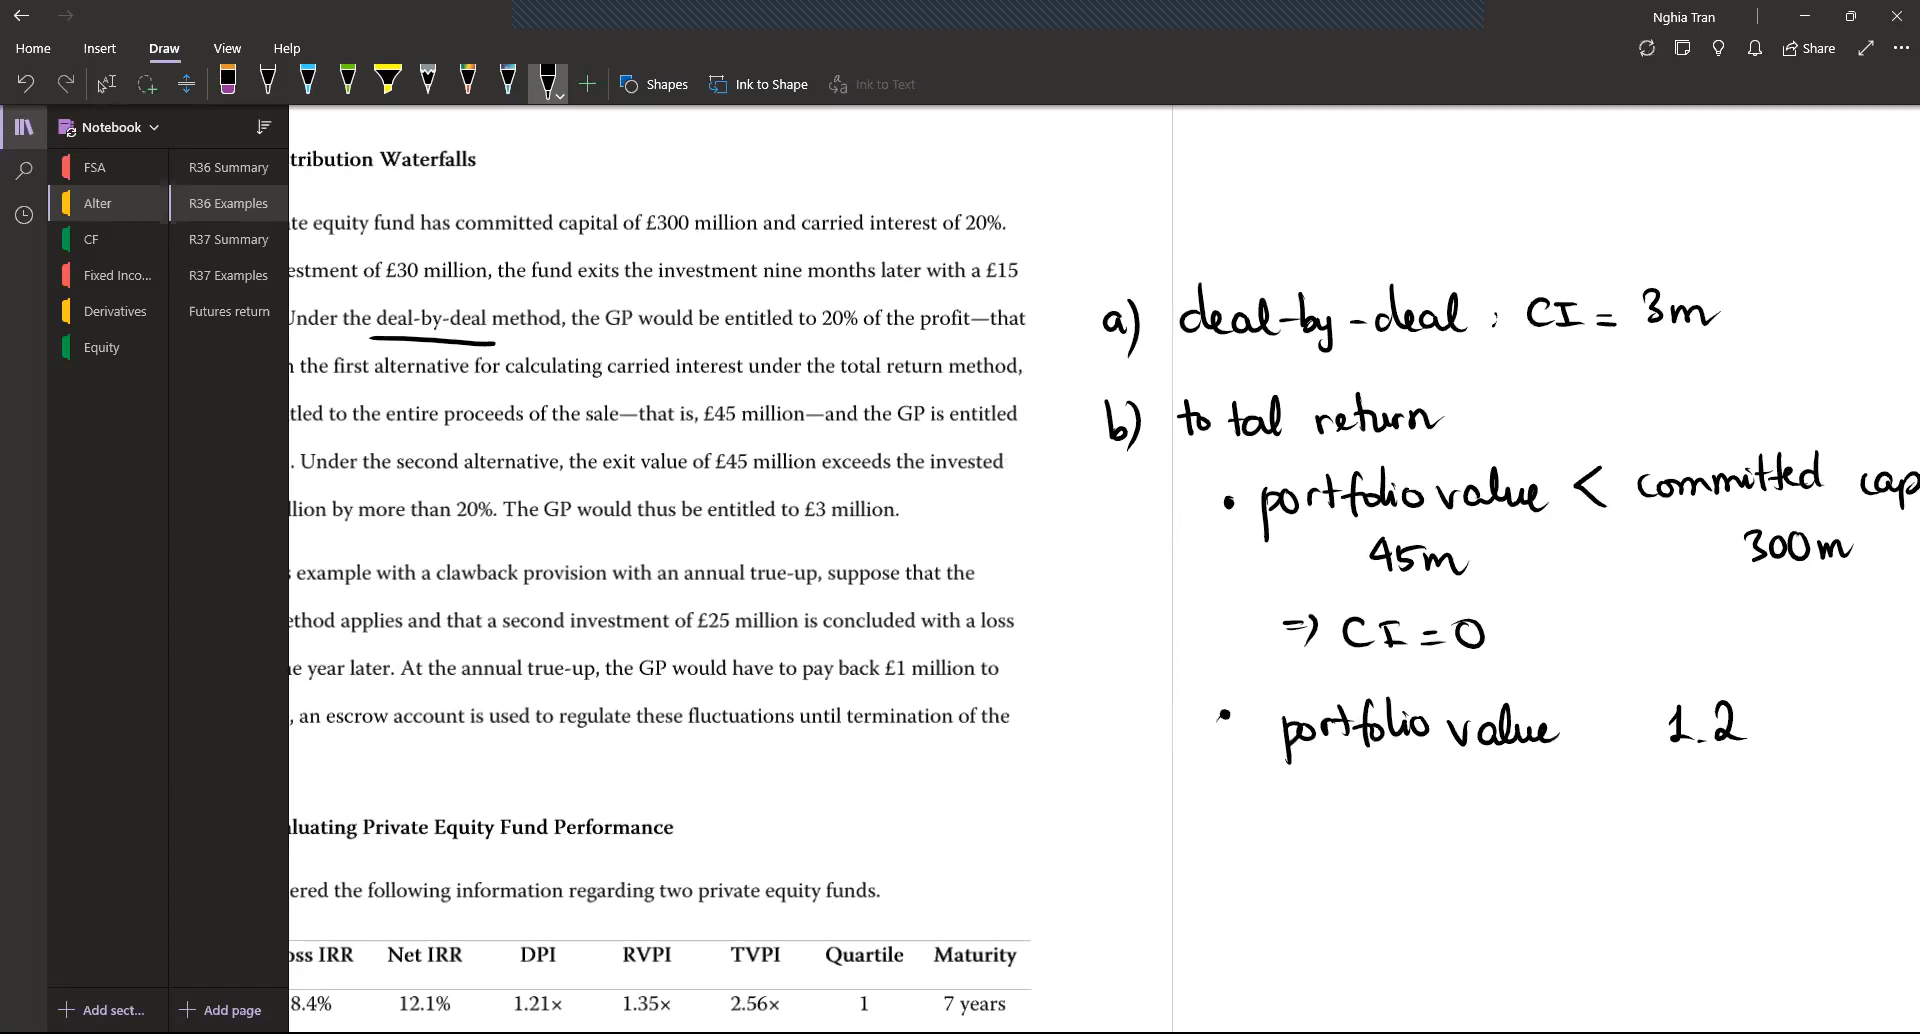 Nghia Tran
Home Insert Draw View Help
Share
Shapes Ink to Shape Ink to Text
Notebook
FSA
Alter
CF
Fixed Inco...
Derivatives
Equity
R36 Summary
R36 Examples
R37 Summary
R37 Examples
Futures return
Add sect...
Add page
tribution Waterfalls
te equity fund has committed capital of £300 million and carried interest of 20%.
estment of £30 million, the fund exits the investment nine months later with a £15
Under the deal-by-deal method, the GP would be entitled to 20% of the profit—that
n the first alternative for calculating carried interest under the total return method,
tled to the entire proceeds of the sale—that is, £45 million—and the GP is entitled
. Under the second alternative, the exit value of £45 million exceeds the invested
llion by more than 20%. The GP would thus be entitled to £3 million.
s example with a clawback provision with an annual true-up, suppose that the
ethod applies and that a second investment of £25 million is concluded with a loss
ne year later. At the annual true-up, the GP would have to pay back £1 million to
, an escrow account is used to regulate these fluctuations until termination of the
aluating Private Equity Fund Performance
ered the following information regarding two private equity funds.
oss IRR Net IRR DPI RVPI TVPI Quartile Maturity
8.4% 12.1% 1.21× 1.35× 2.56× 1 7 years
a) deal-by-deal : CI = 3m
b) total return
• portfolio value < committed cap
45m 300m
=> CI = 0
• portfolio value 1.2